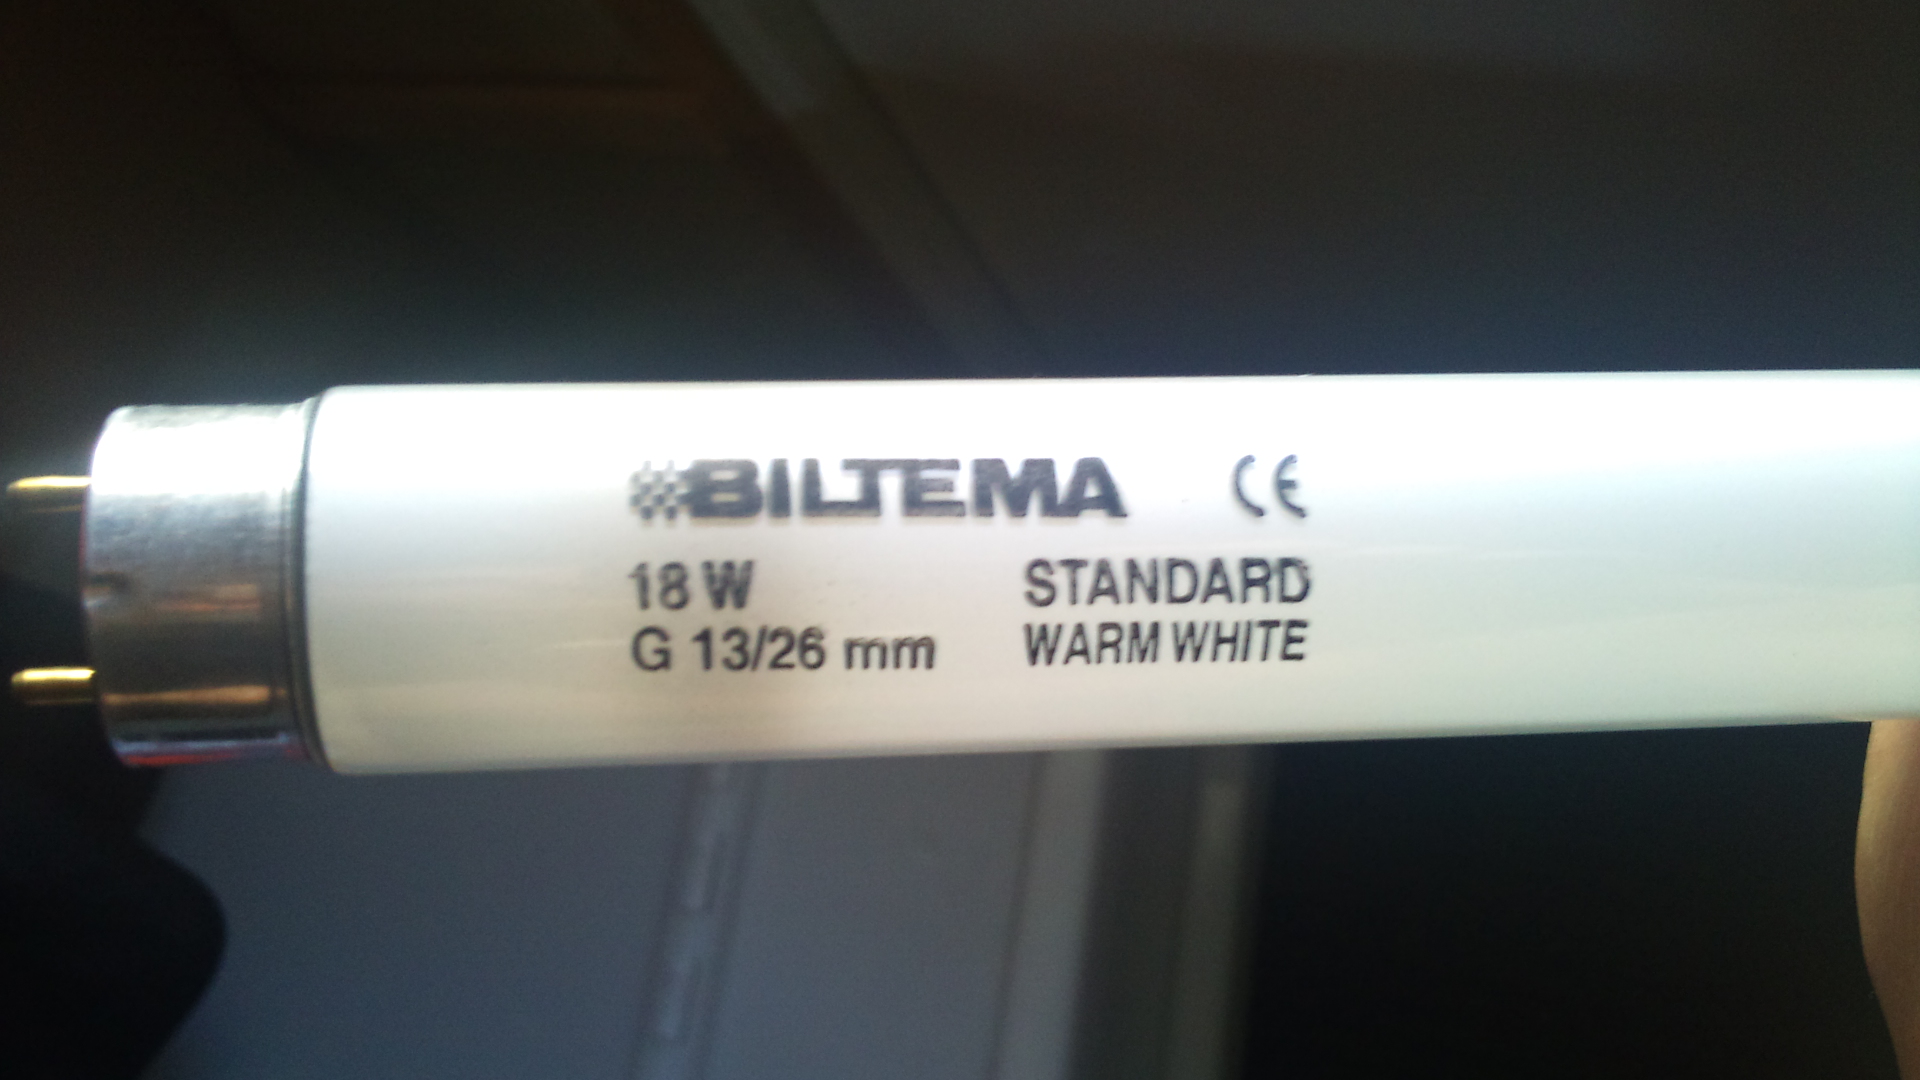 BILTEMA CE
18 W STANDARD
G 13/26 mm WARM WHITE